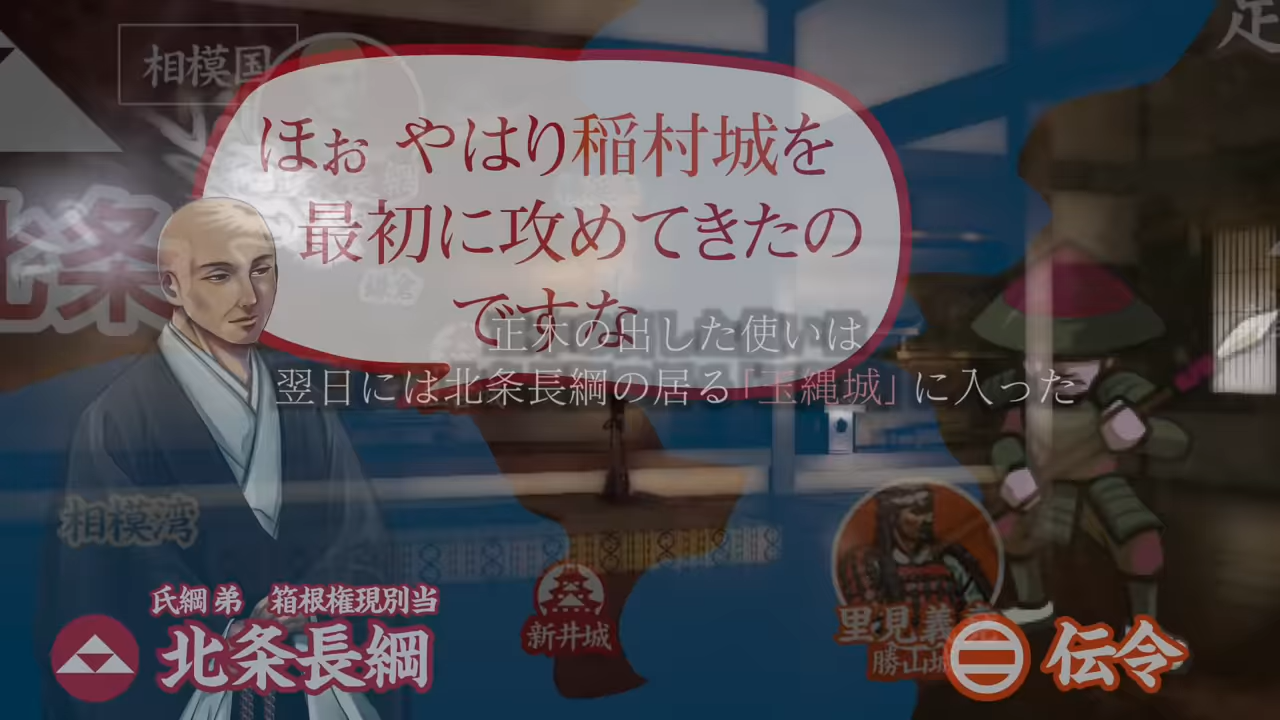 相模国
足
北条
ほぉ やはり稲村城を
最初に攻めてきたの
ですな
正木の出した使いは
翌日には北条長綱の居る「玉縄城」に入った
相模湾
新井城
里見義
勝山城
氏綱 弟 箱根権現別当
北条長綱
伝令